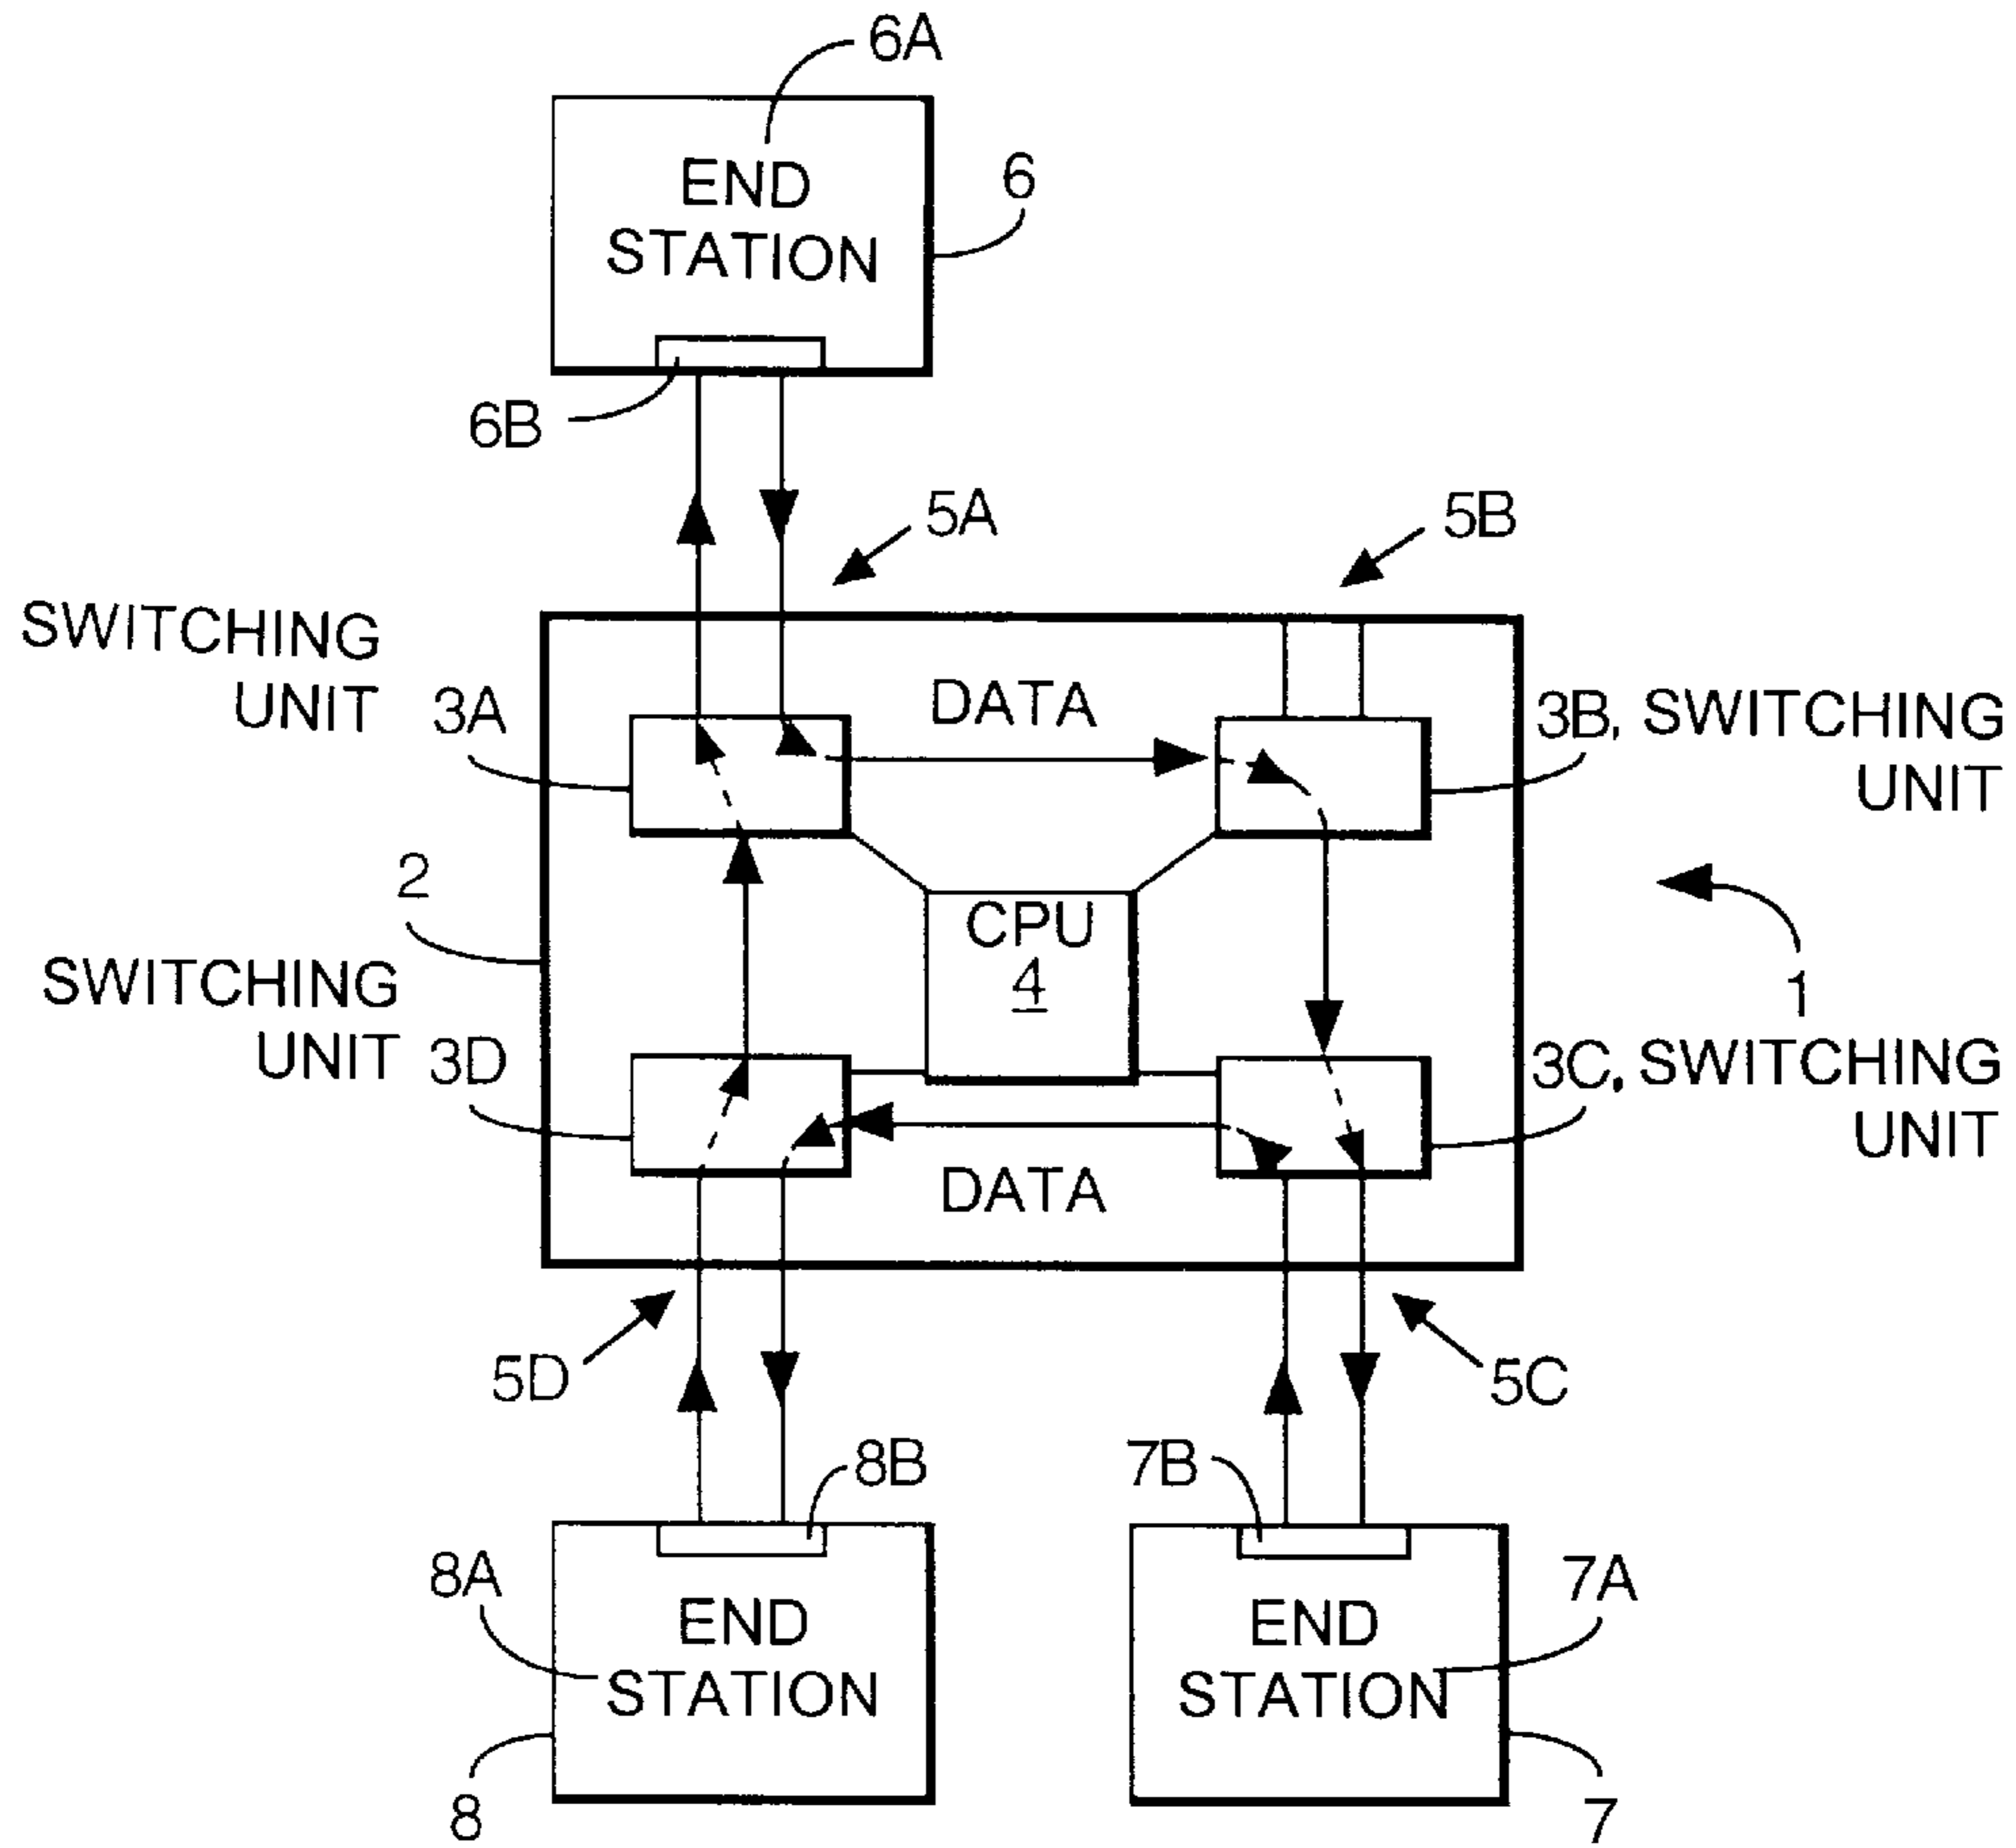 6A
END
STATION
6
6B
5A
5B
SWITCHING
UNIT
3A
DATA
3B, SWITCHING
UNIT
2
CPU
4
1
SWITCHING
UNIT
3D
3C, SWITCHING
UNIT
DATA
5D
5C
8B
7B
8A
END
STATION
7A
END
STATION
8
7